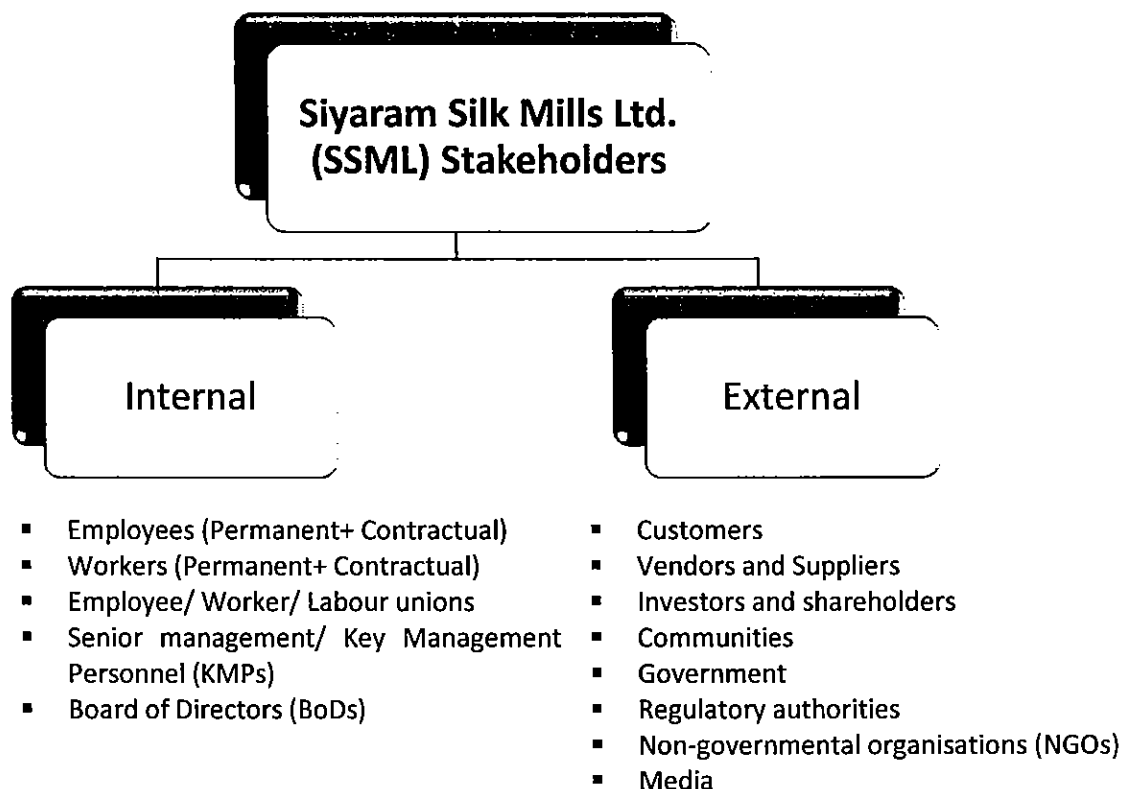 Siyaram Silk Mills Ltd.
(SSML) Stakeholders
Internal
External
▪ Employees (Permanent+ Contractual)
▪ Workers (Permanent+ Contractual)
▪ Employee/ Worker/ Labour unions
▪ Senior management/ Key Management
Personnel (KMPs)
▪ Board of Directors (BoDs)
▪ Customers
▪ Vendors and Suppliers
▪ Investors and shareholders
▪ Communities
▪ Government
▪ Regulatory authorities
▪ Non-governmental organisations (NGOs)
▪ Media